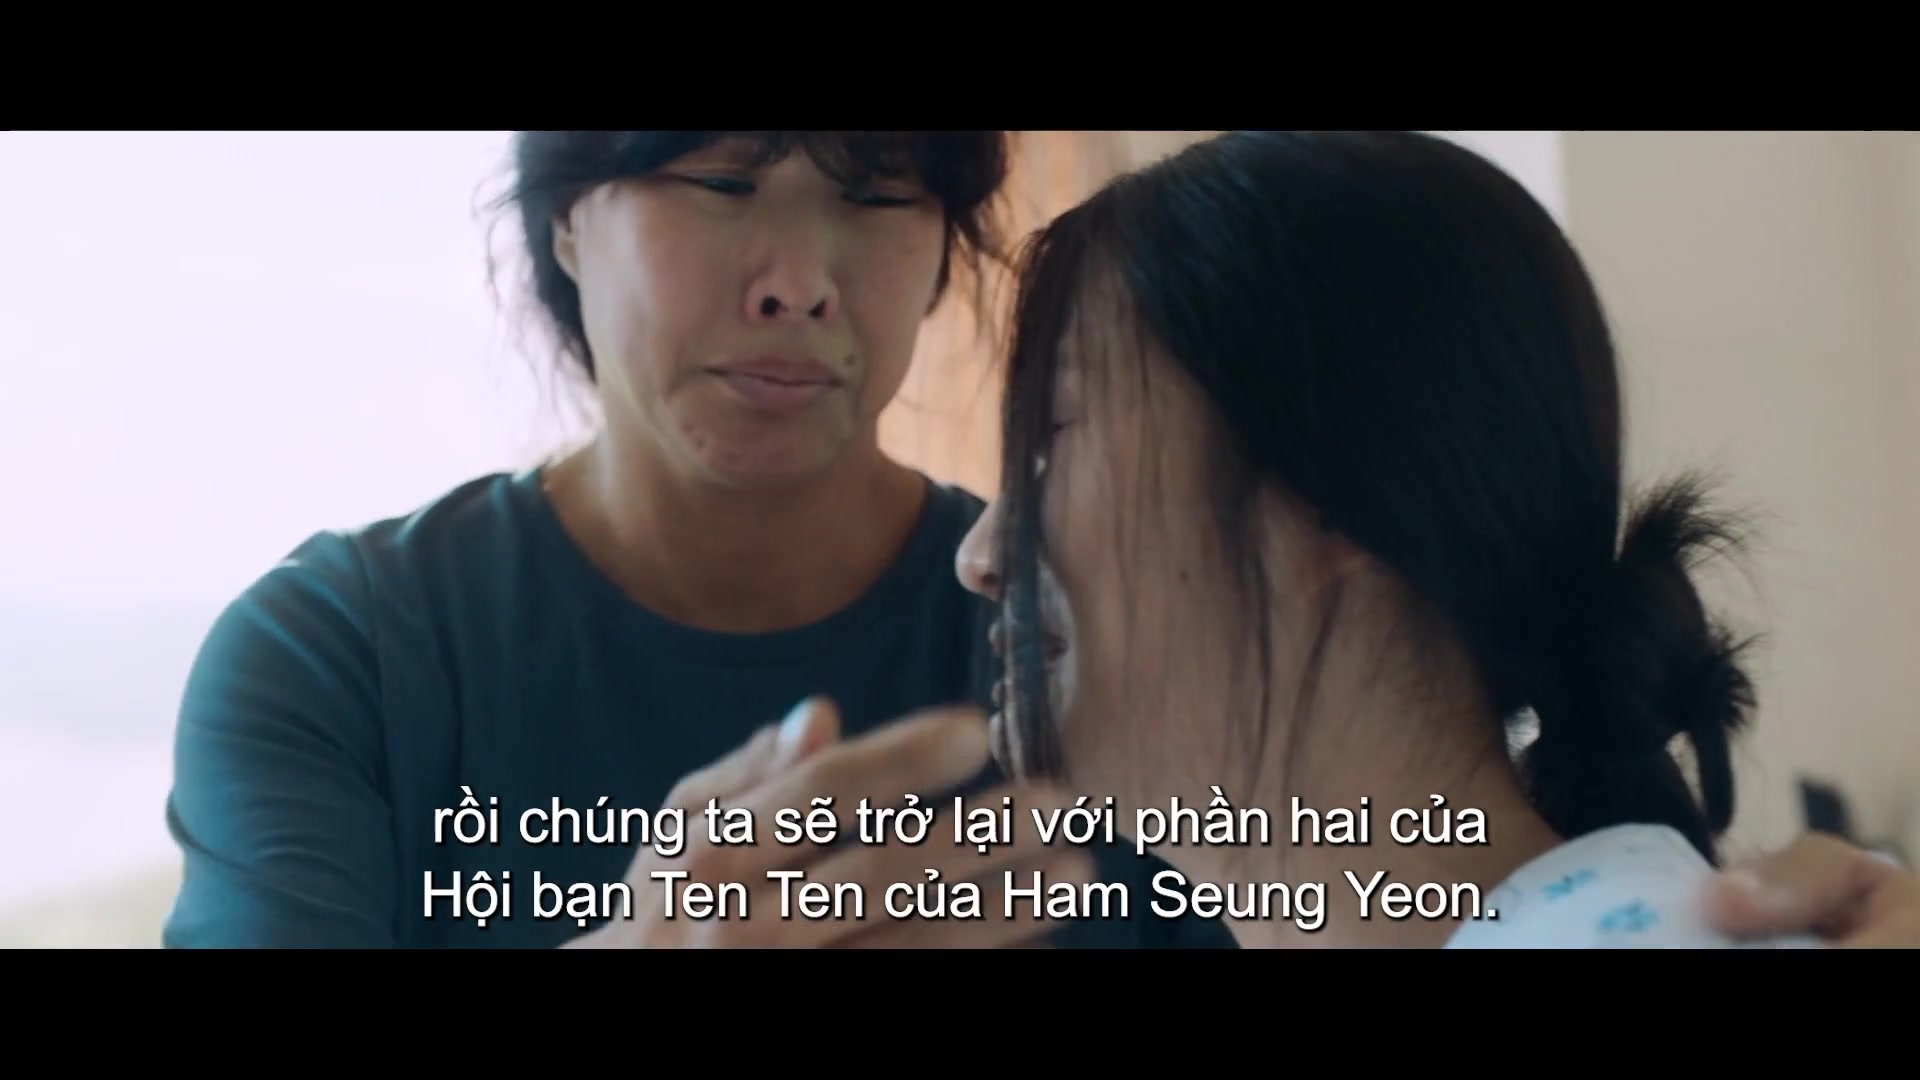 rồi chúng ta sẽ trở lại với phần hai của
Hội bạn Ten Ten của Ham Seung Yeon.